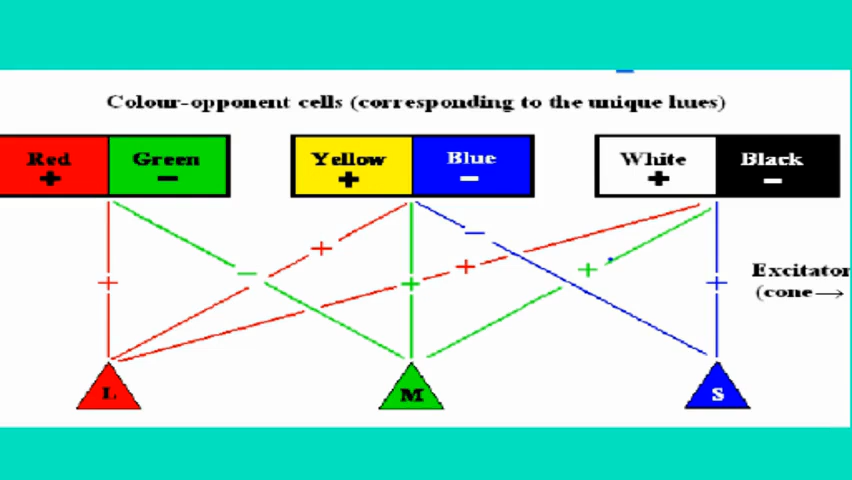 Colour-opponent cells (corresponding to the unique hues)
Red Green Yellow Blue White Black
+ − + − + −
− + − + + + + +
Excitator
(cone→
L M S